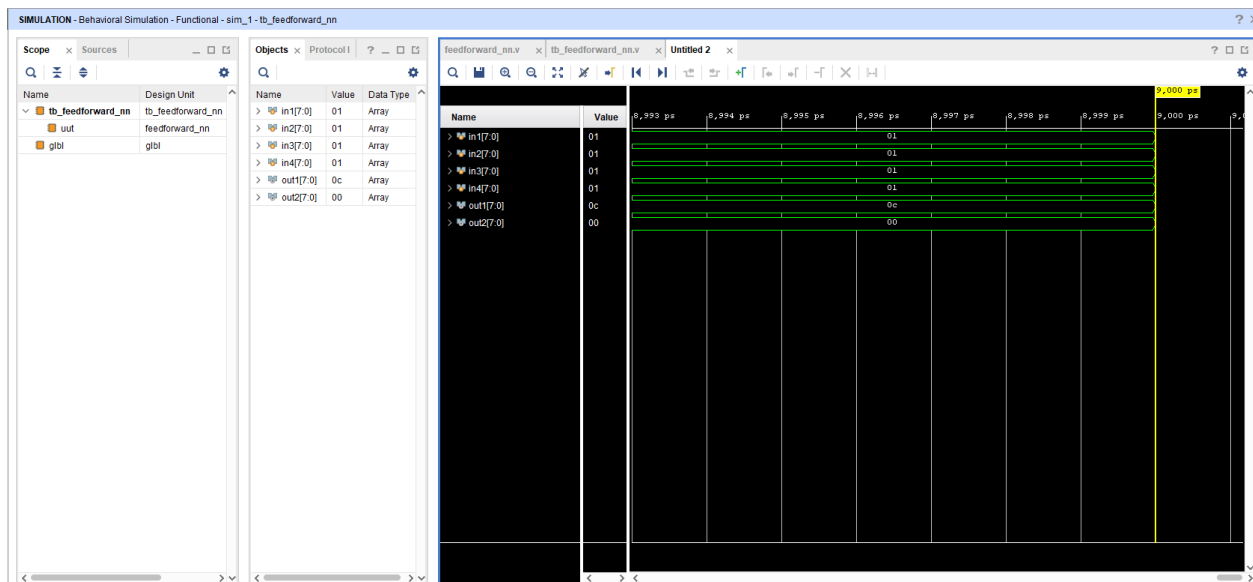 SIMULATION - Behavioral Simulation - Functional - sim_1 - tb_feedforward_nn
Scope Sources
Name Design Unit
tb_feedforward_nn tb_feedforward_nn
uut feedforward_nn
glbl glbl
Objects Protocol I
Name Value Data Type
in1[7:0] 01 Array
in2[7:0] 01 Array
in3[7:0] 01 Array
in4[7:0] 01 Array
out1[7:0] 0c Array
out2[7:0] 00 Array
feedforward_nn.v tb_feedforward_nn.v Untitled 2
9,000 ps
Name Value 8,993 ps 8,994 ps 8,995 ps 8,996 ps 8,997 ps 8,998 ps 8,999 ps 9,000 ps 9,0
in1[7:0] 01 01
in2[7:0] 01 01
in3[7:0] 01 01
in4[7:0] 01 01
out1[7:0] 0c 0c
out2[7:0] 00 00